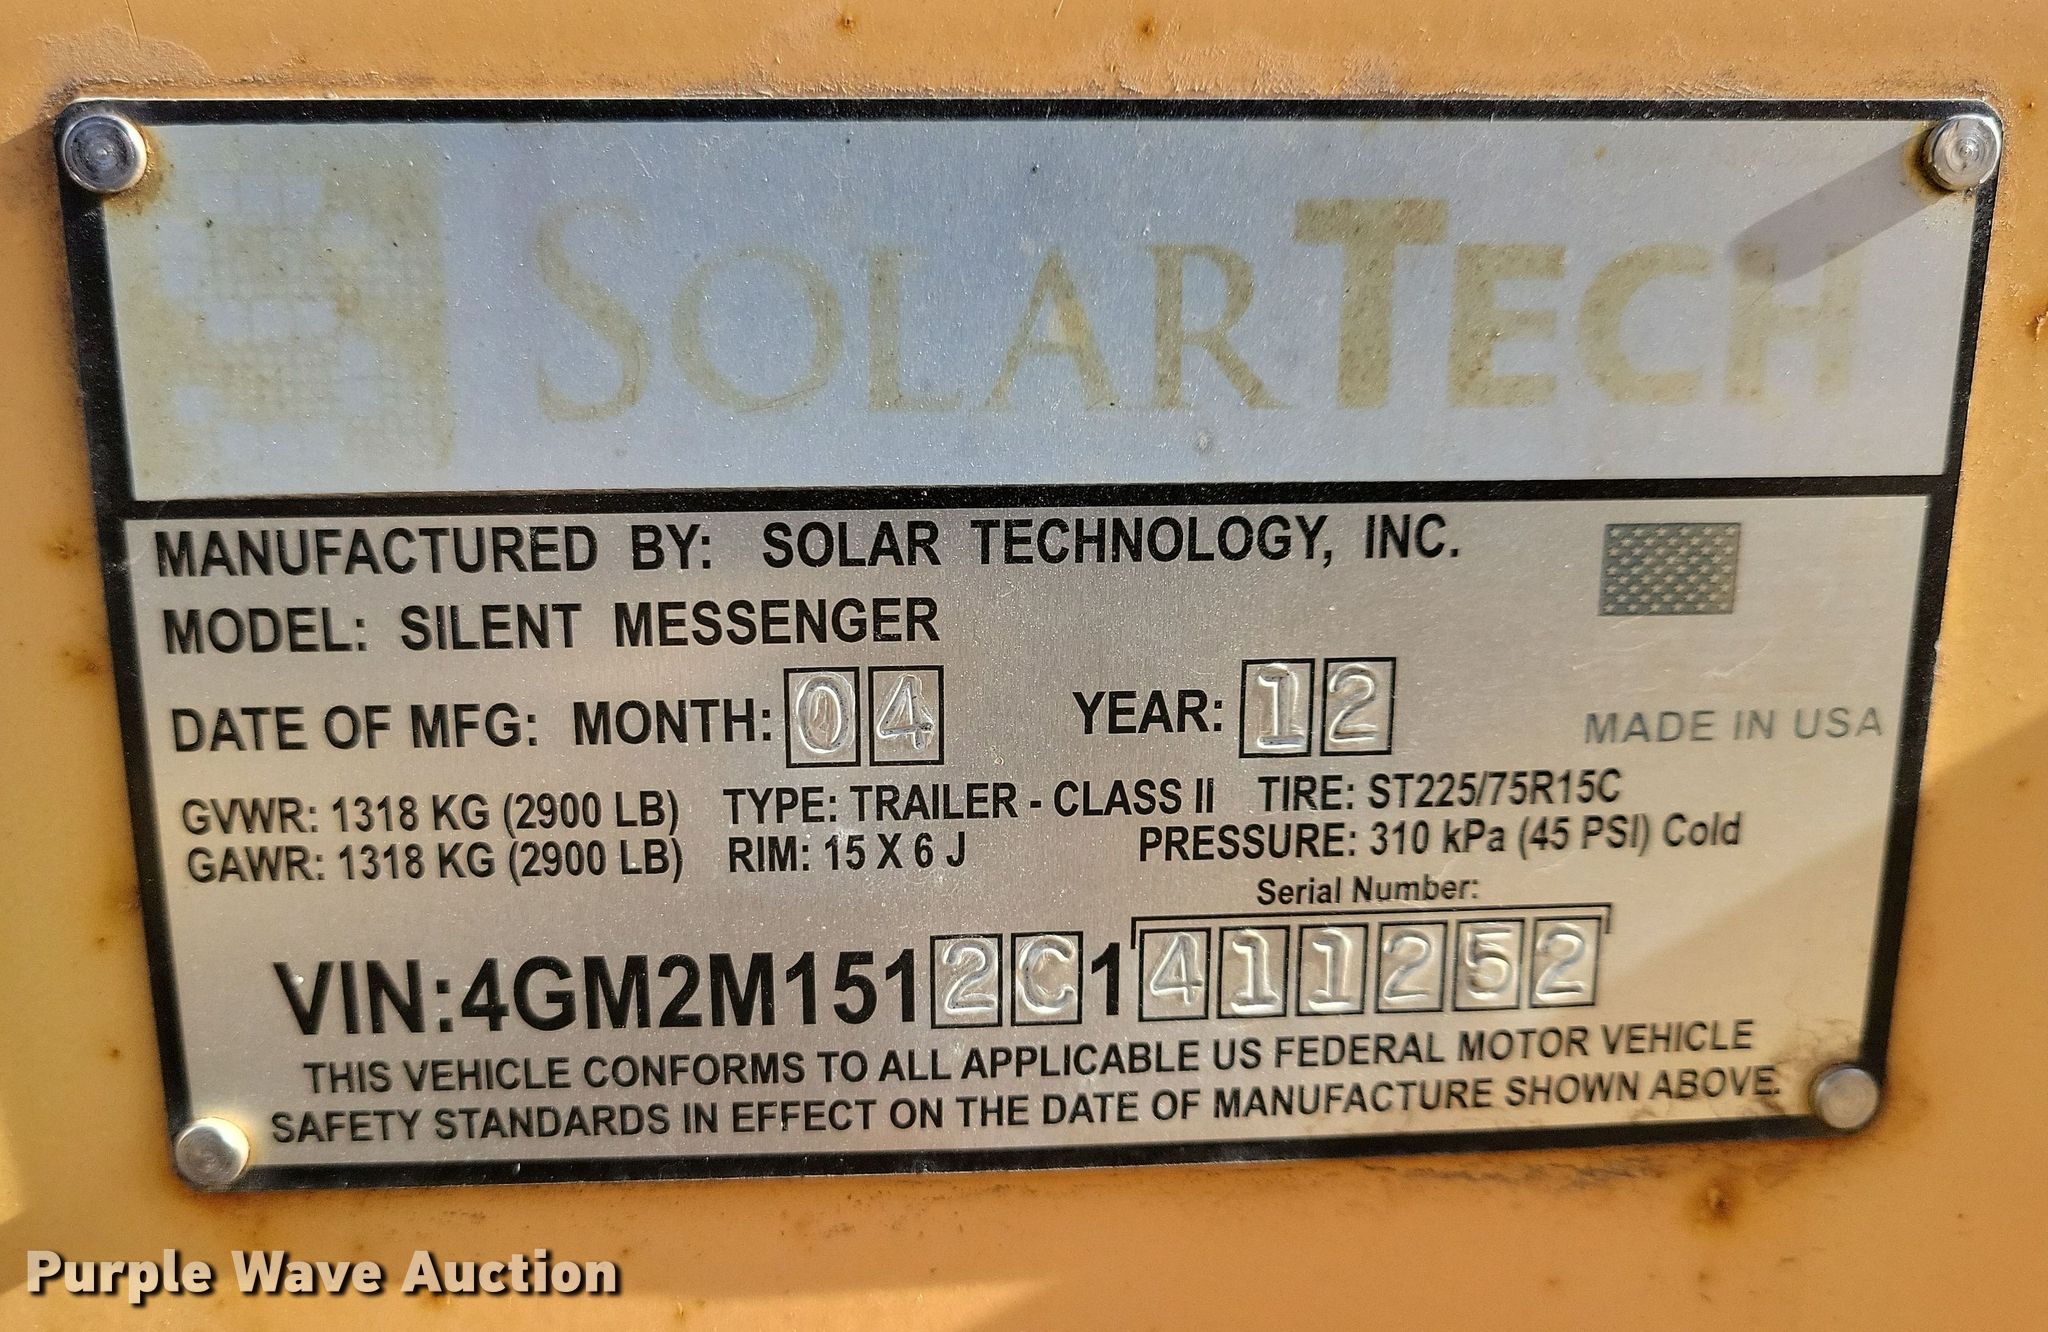 SOLARTECH
MANUFACTURED BY: SOLAR TECHNOLOGY, INC.
MODEL: SILENT MESSENGER
DATE OF MFG: MONTH: 04 YEAR: 12
MADE IN USA
GVWR: 1318 KG (2900 LB) TYPE: TRAILER - CLASS II TIRE: ST225/75R15C
GAWR: 1318 KG (2900 LB) RIM: 15 X 6 J PRESSURE: 310 kPa (45 PSI) Cold
Serial Number:
VIN:4GM2M1512C1411252
THIS VEHICLE CONFORMS TO ALL APPLICABLE US FEDERAL MOTOR VEHICLE
SAFETY STANDARDS IN EFFECT ON THE DATE OF MANUFACTURE SHOWN ABOVE.
Purple Wave Auction